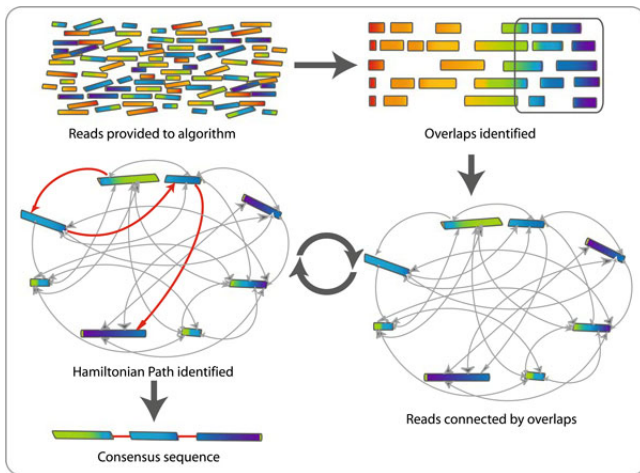 Reads provided to algorithm
Overlaps identified
Hamiltonian Path identified
Reads connected by overlaps
Consensus sequence